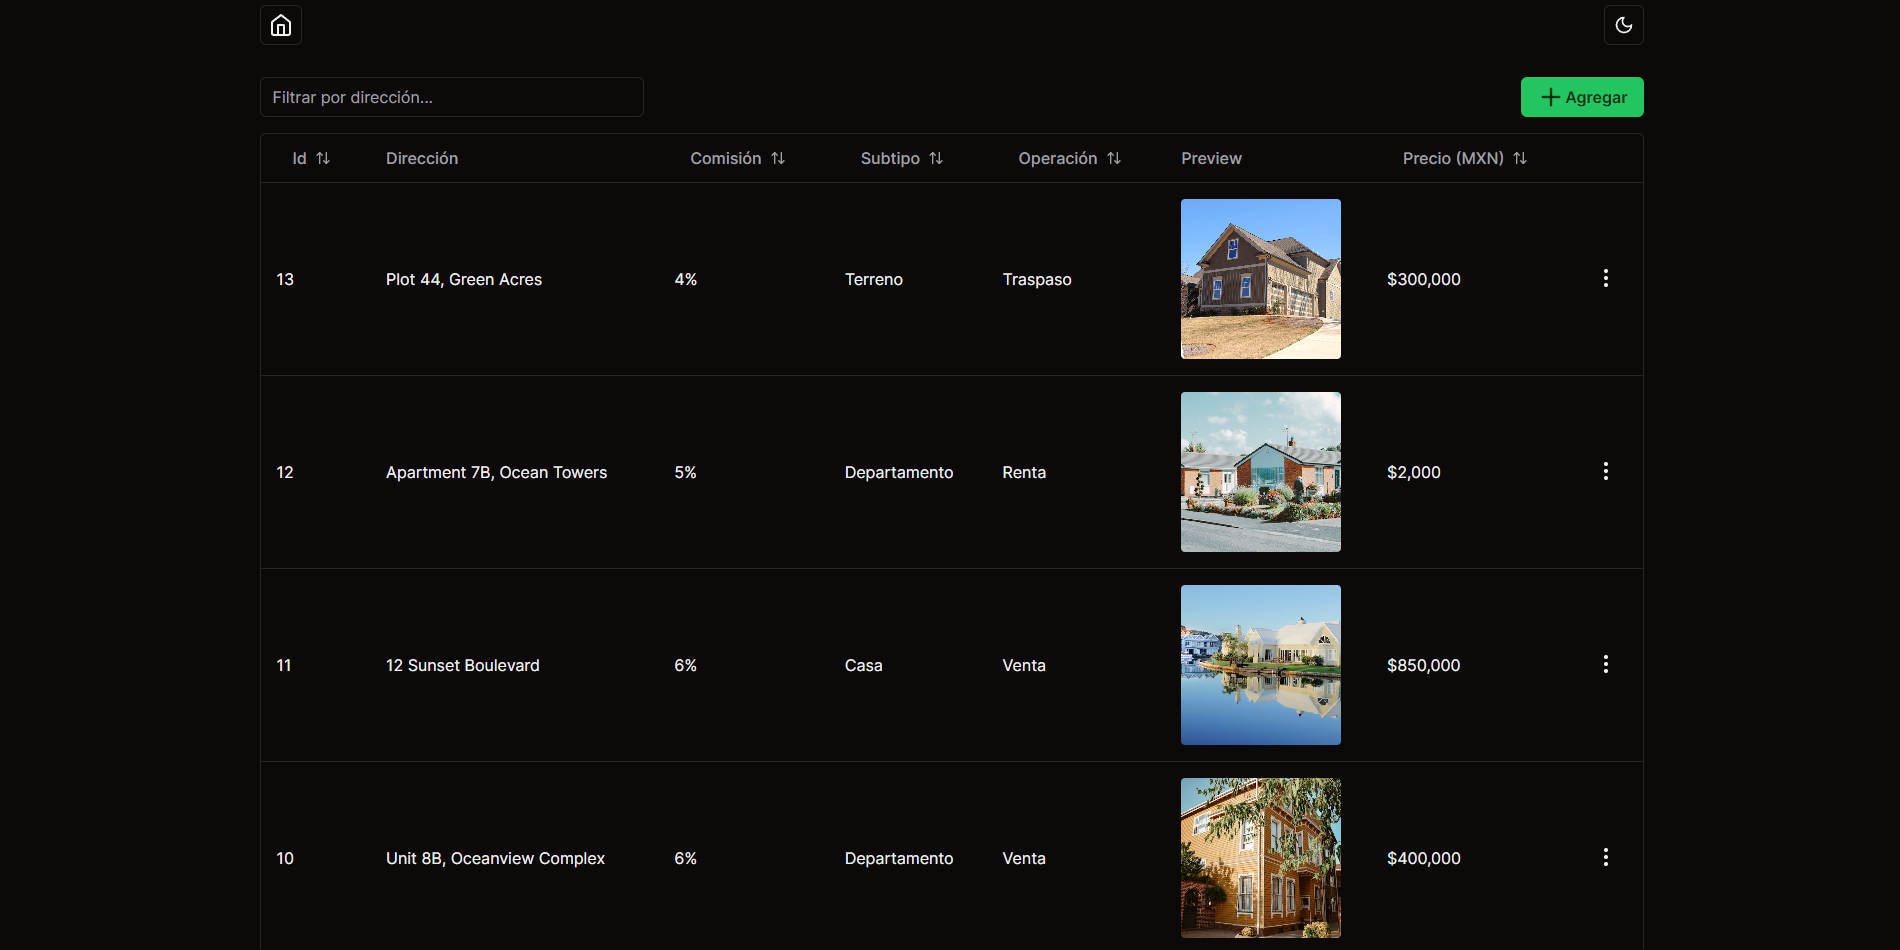 Filtrar por dirección...
Agregar
Id Dirección Comisión Subtipo Operación Preview Precio (MXN)
13 Plot 44, Green Acres 4% Terreno Traspaso $300,000
12 Apartment 7B, Ocean Towers 5% Departamento Renta $2,000
11 12 Sunset Boulevard 6% Casa Venta $850,000
10 Unit 8B, Oceanview Complex 6% Departamento Venta $400,000